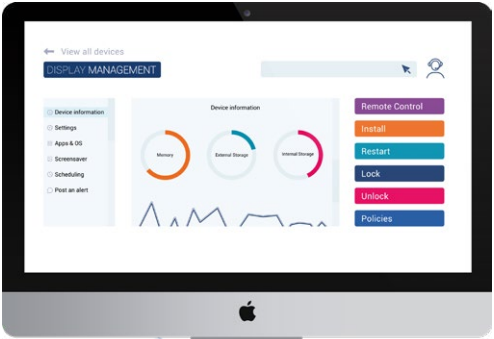 View all devices
DISPLAY MANAGEMENT
Device information
Settings
Apps & OS
Screensaver
Scheduling
Post an alert
Device information
Memory
External Storage
Internal Storage
Remote Control
Install
Restart
Lock
Unlock
Policies